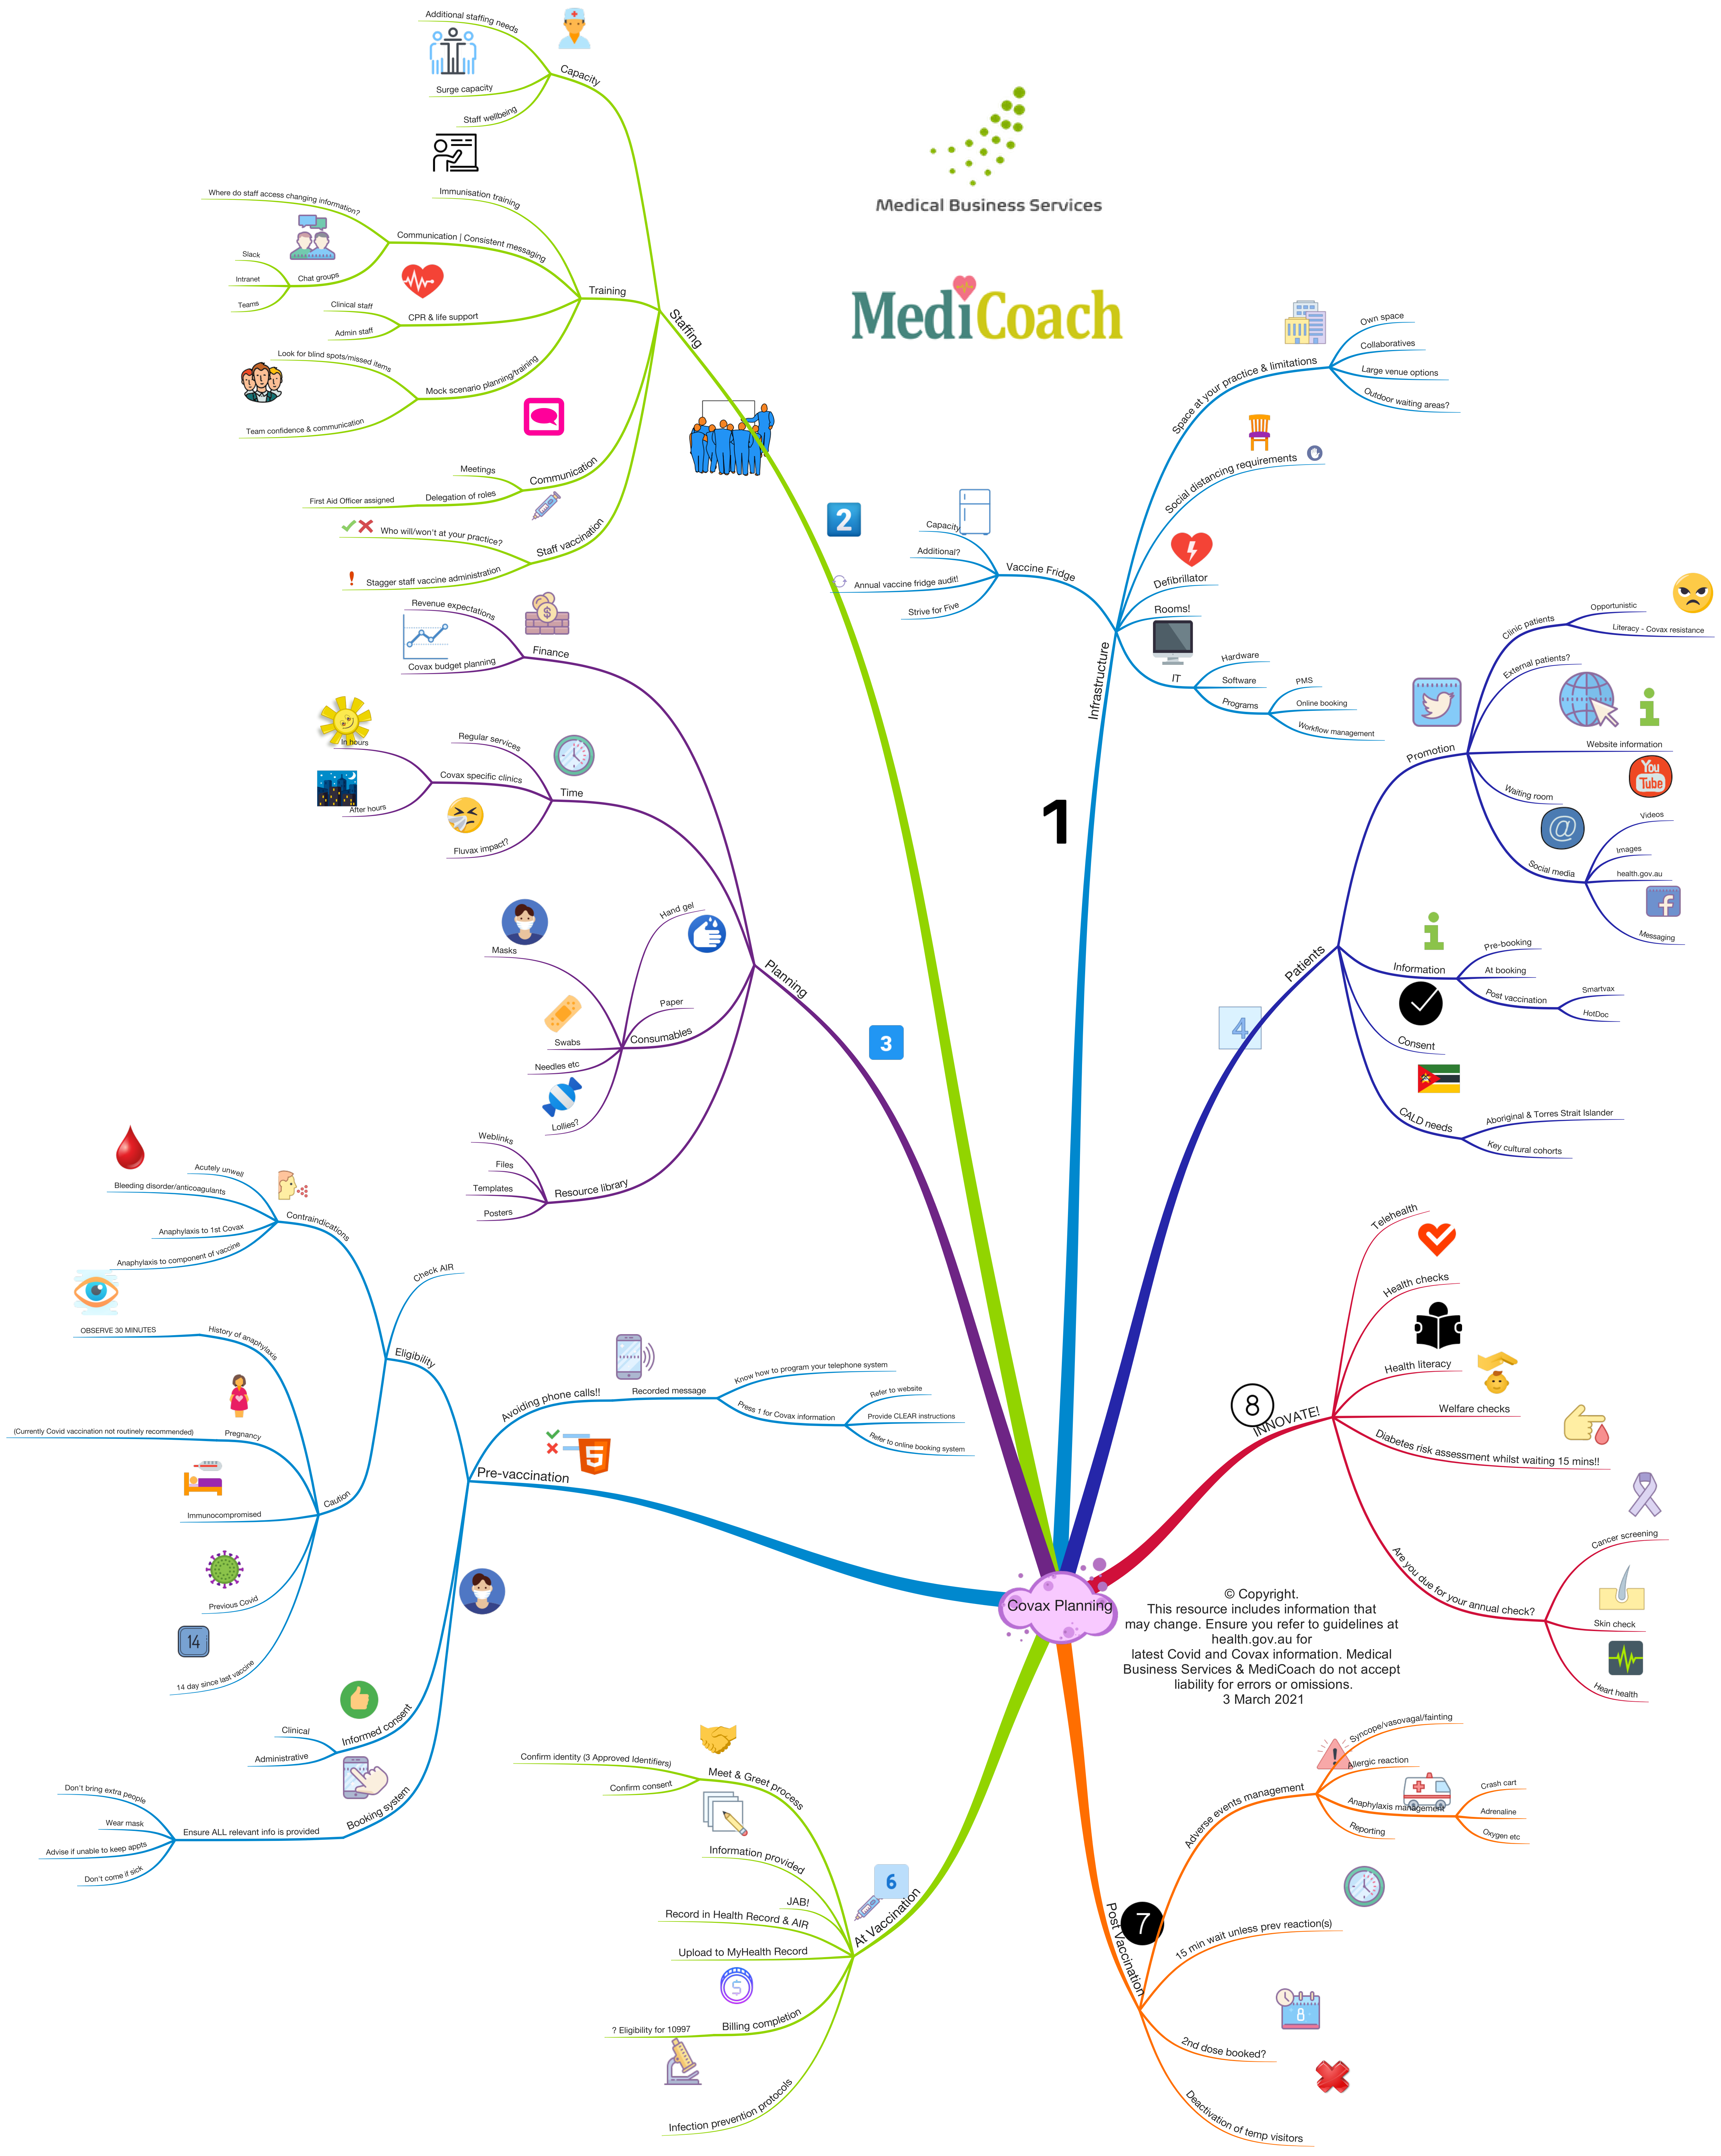 Medical Business Services
MediCoach
Covax Planning
© Copyright.
This resource includes information that
may change. Ensure you refer to guidelines at
health.gov.au for
latest Covid and Covax information. Medical
Business Services & MediCoach do not accept
liability for errors or omissions.
3 March 2021
1
Infrastructure
Space at your practice & limitations
Own space
Collaboratives
Large venue options
Outdoor waiting areas?
Social distancing requirements
Defibrillator
Rooms!
IT
Hardware
Software
Programs
PMS
Online booking
Workflow management
Vaccine Fridge
Capacity
Additional?
Annual vaccine fridge audit!
Strive for Five
2
Staffing
Capacity
Additional staffing needs
Surge capacity
Staff wellbeing
Training
Immunisation training
Communication | Consistent messaging
Where do staff access changing information?
Chat groups
Slack
Intranet
Teams
CPR & life support
Clinical staff
Admin staff
Mock scenario planning/training
Look for blind spots/missed items
Team confidence & communication
Communication
Meetings
Delegation of roles
First Aid Officer assigned
Staff vaccination
Who will/won't at your practice?
Stagger staff vaccine administration
3
Planning
Finance
Revenue expectations
Covax budget planning
Time
Regular services
Covax specific clinics
In hours
After hours
Fluvax impact?
Consumables
Hand gel
Paper
Masks
Swabs
Needles etc
Lollies?
Resource library
Weblinks
Files
Templates
Posters
4
Patients
Promotion
Clinic patients
Opportunistic
Literacy - Covax resistance
External patients?
Website information
You
Tube
Waiting room
@
Social media
Videos
Images
health.gov.au
f
Messaging
Information
Pre-booking
At booking
Post vaccination
Smartvax
HotDoc
Consent
CALD needs
Aboriginal & Torres Strait Islander
Key cultural cohorts
5
Pre-vaccination
Avoiding phone calls!!
Recorded message
Know how to program your telephone system
Press 1 for Covax information
Refer to website
Provide CLEAR instructions
Refer to online booking system
Eligibility
Check AIR
Contraindications
Acutely unwell
Bleeding disorder/anticoagulants
Anaphylaxis to 1st Covax
Anaphylaxis to component of vaccine
Caution
History of anaphylaxis
OBSERVE 30 MINUTES
Pregnancy
(Currently Covid vaccination not routinely recommended)
Immunocompromised
Previous Covid
14
14 day since last vaccine
Informed consent
Clinical
Administrative
Booking system
Ensure ALL relevant info is provided
Don't bring extra people
Wear mask
Advise if unable to keep appts
Don't come if sick
6
At Vaccination
Meet & Greet process
Confirm identity (3 Approved Identifiers)
Confirm consent
Information provided
JAB!
Record in Health Record & AIR
Upload to MyHealth Record
$
Billing completion
? Eligibility for 10997
Infection prevention protocols
7
Post Vaccination
Adverse events management
Syncope/vasovagal/fainting
Allergic reaction
Anaphylaxis management
Crash cart
Adrenaline
Oxygen etc
Reporting
15 min wait unless prev reaction(s)
8
2nd dose booked?
Deactivation of temp visitors
8
INNOVATE!
Telehealth
Health checks
Health literacy
Welfare checks
Diabetes risk assessment whilst waiting 15 mins!!
Are you due for your annual check?
Cancer screening
Skin check
Heart health